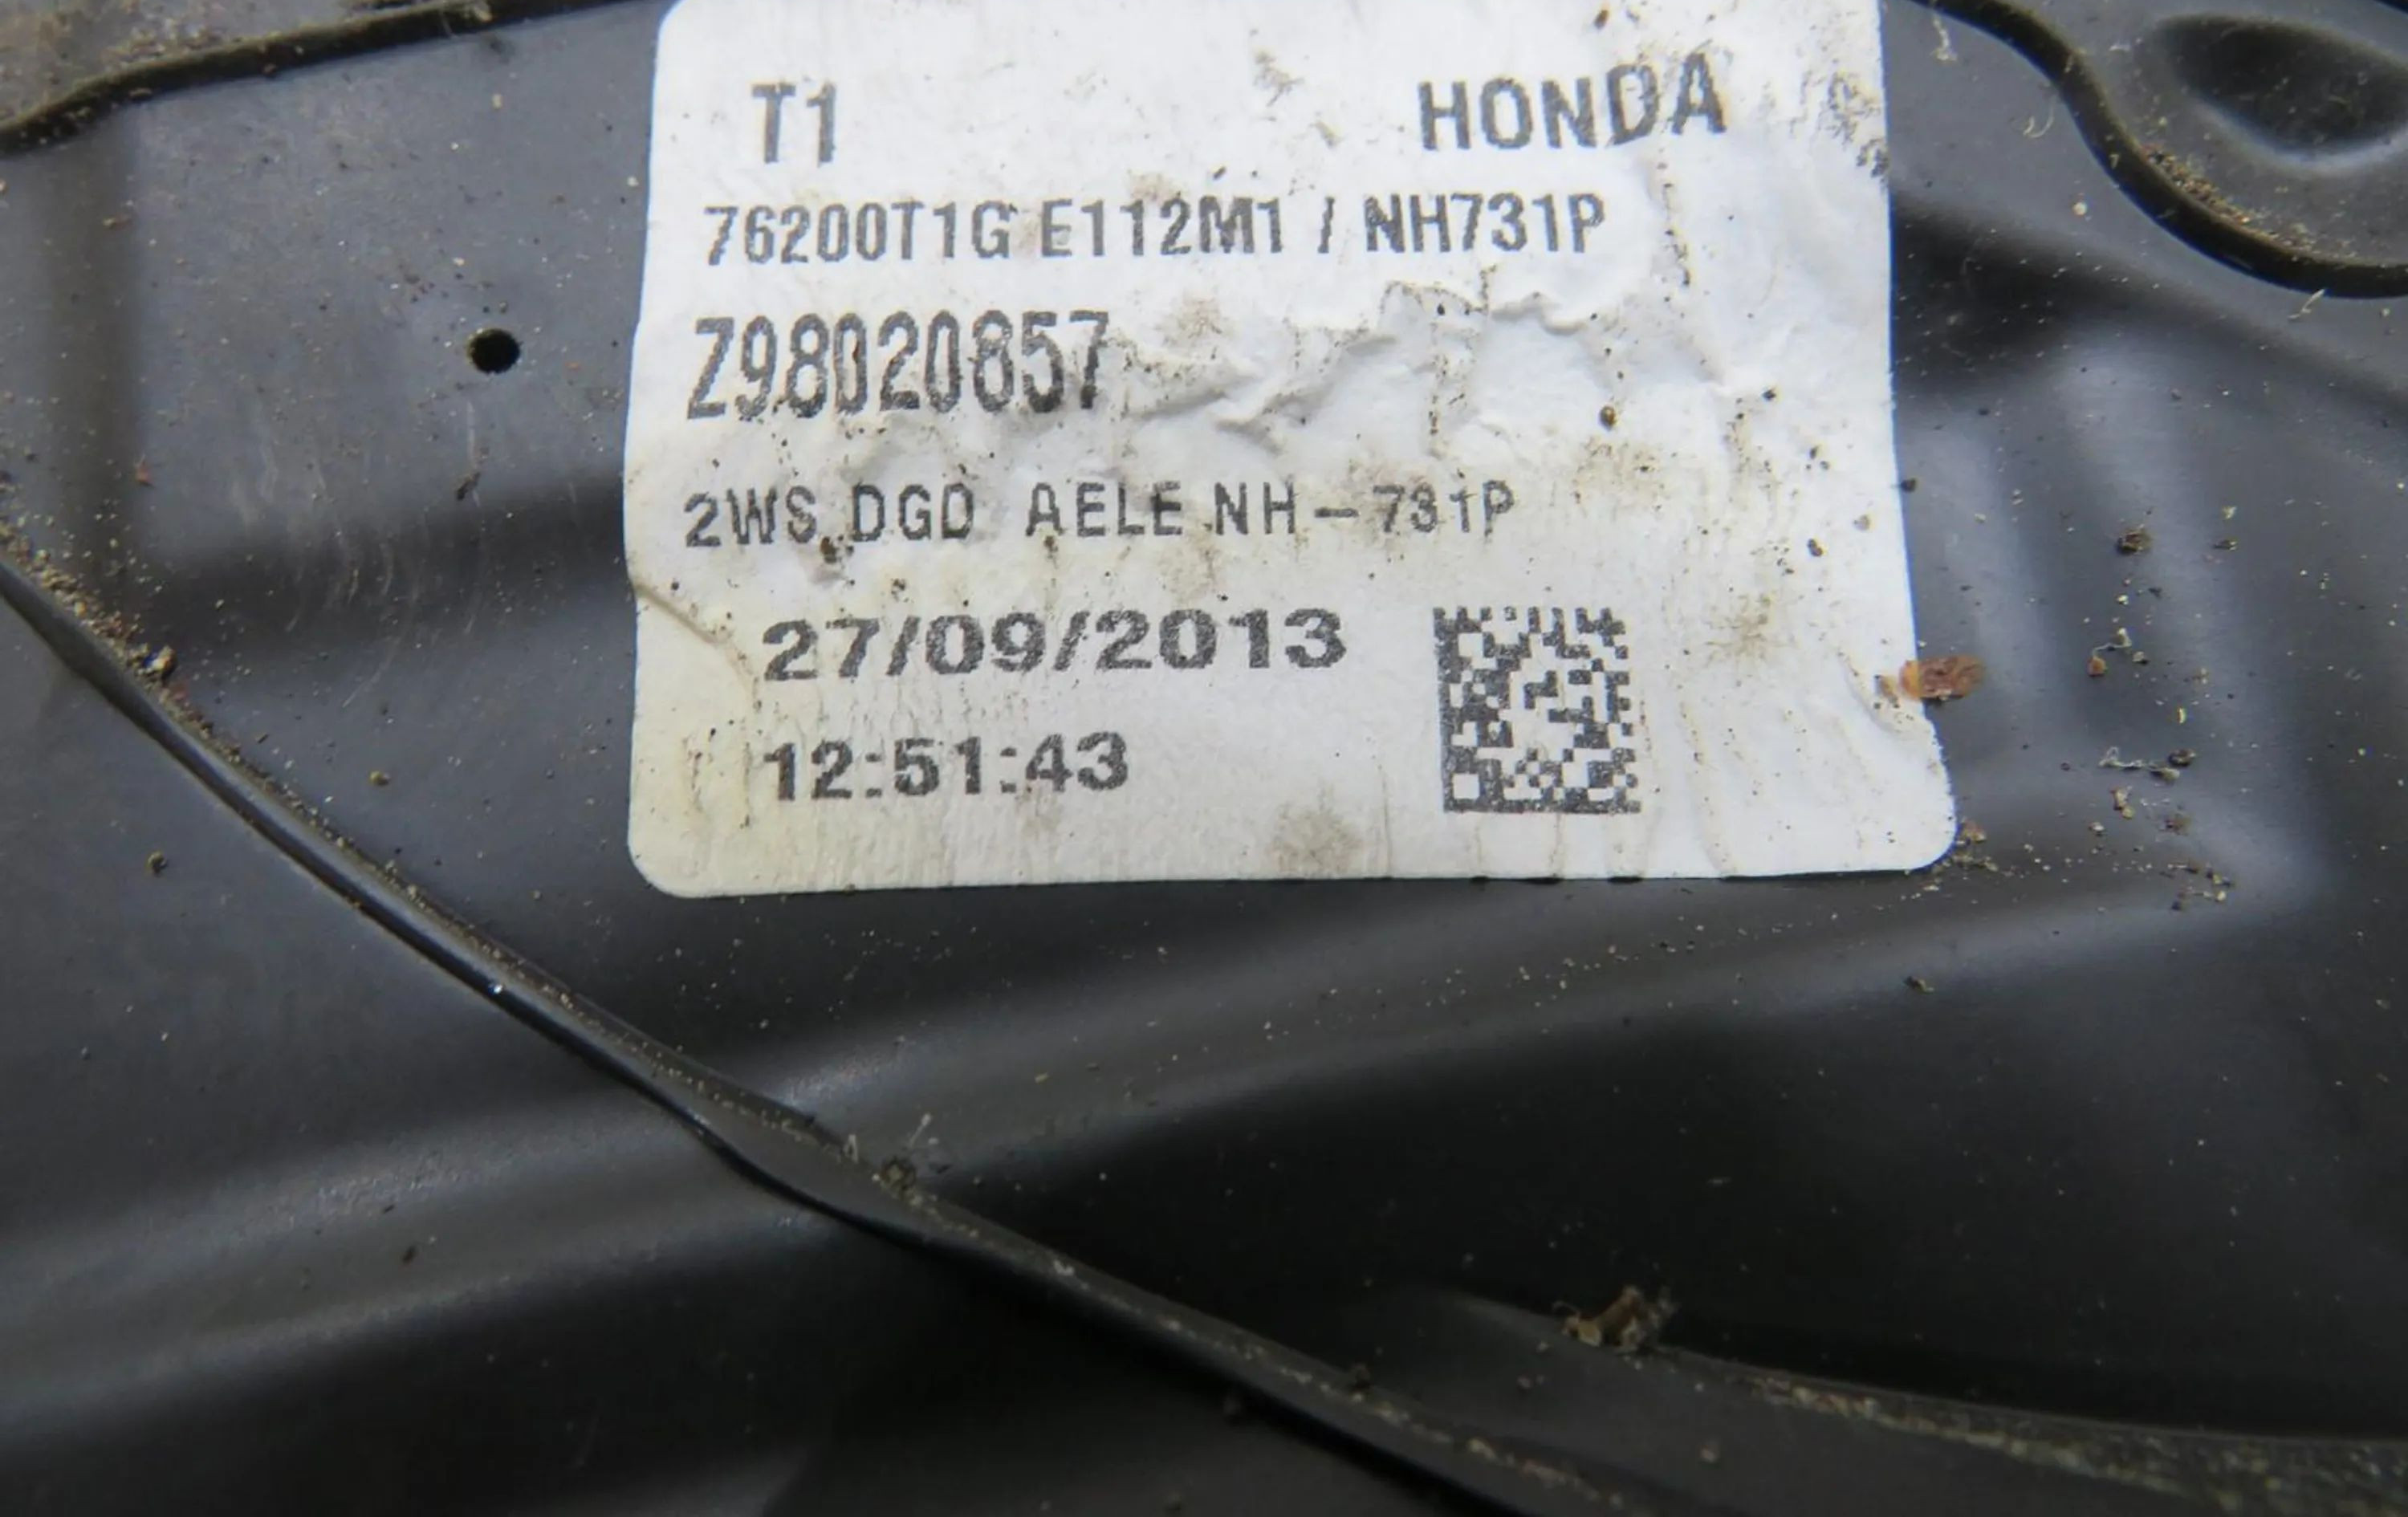 T1 HONDA
76200T1G E112M1 / NH731P
Z98020857
2WS DGD AELE NH-731P
27/09/2013
12:51:43